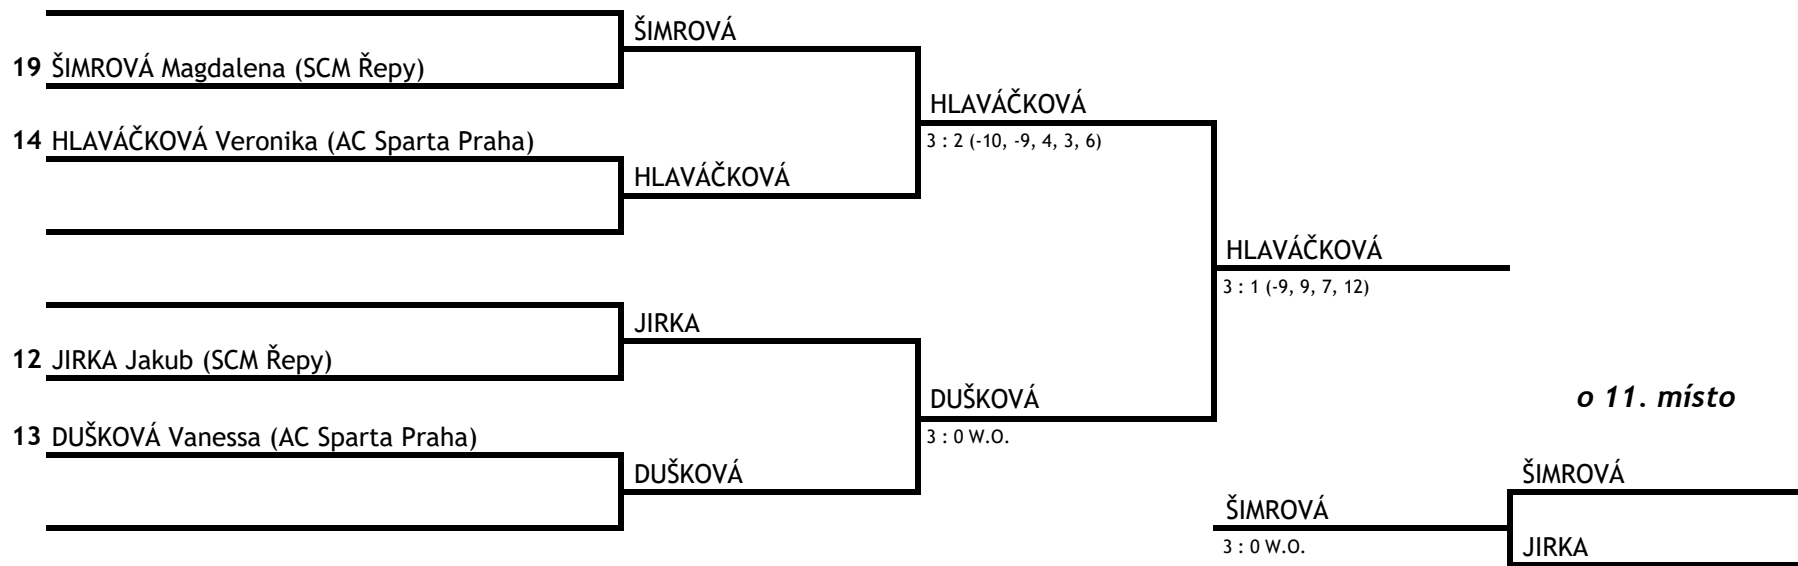 ŠIMROVÁ
19 ŠIMROVÁ Magdalena (SCM Řepy)
HLAVÁČKOVÁ
14 HLAVÁČKOVÁ Veronika (AC Sparta Praha)
3 : 2 (-10, -9, 4, 3, 6)
HLAVÁČKOVÁ
HLAVÁČKOVÁ
3 : 1 (-9, 9, 7, 12)
JIRKA
12 JIRKA Jakub (SCM Řepy)
DUŠKOVÁ
o 11. místo
13 DUŠKOVÁ Vanessa (AC Sparta Praha)
3 : 0 W.O.
DUŠKOVÁ
ŠIMROVÁ
ŠIMROVÁ
3 : 0 W.O.
JIRKA